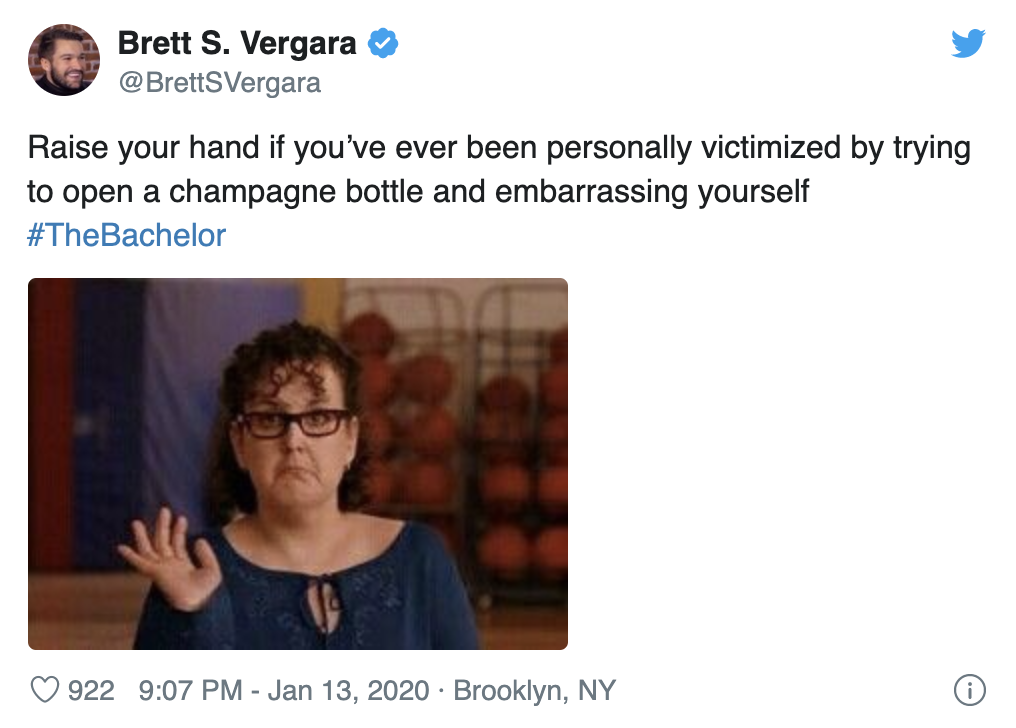 Brett S. Vergara
@BrettSVergara
Raise your hand if you’ve ever been personally victimized by trying
to open a champagne bottle and embarrassing yourself
#TheBachelor
922 9:07 PM - Jan 13, 2020 · Brooklyn, NY